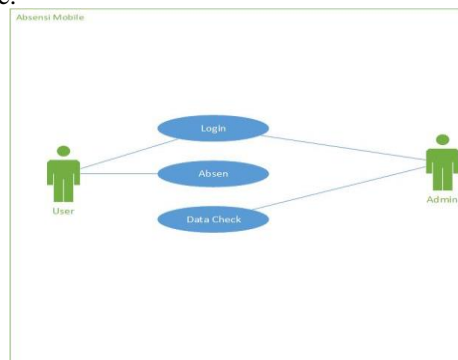 Absensi Mobile
Login
Absen
Data Check
User
Admin